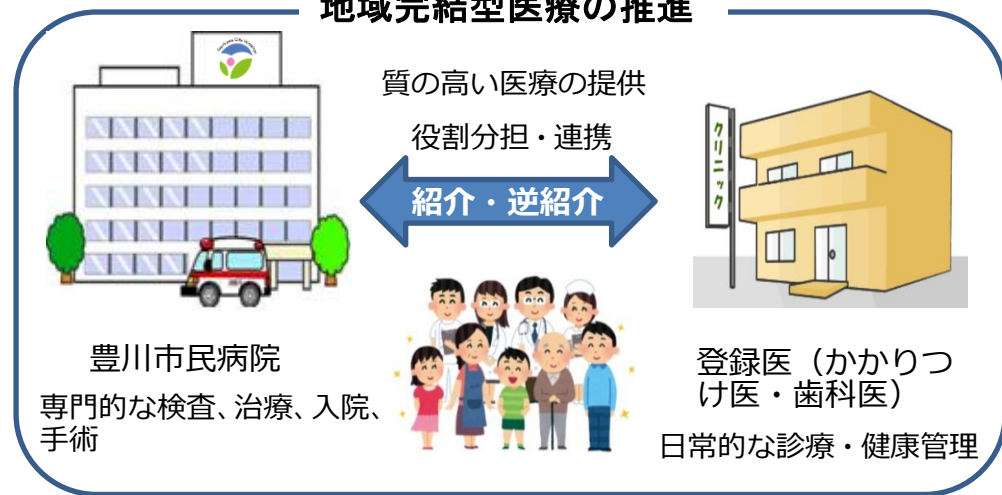 地域完結型医療の推進
質の高い医療の提供
役割分担・連携
紹介・逆紹介
クリニック
豊川市民病院
専門的な検査、治療、入院、
手術
登録医（かかりつ
け医・歯科医）
日常的な診療・健康管理